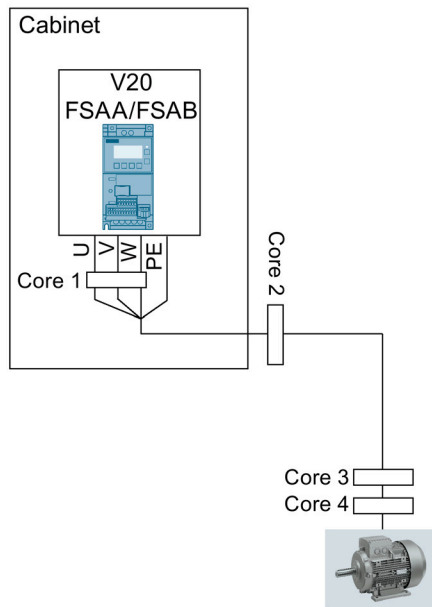 Cabinet
V20
FSAA/FSAB
U
V
W
PE
Core 1
Core 2
Core 3
Core 4